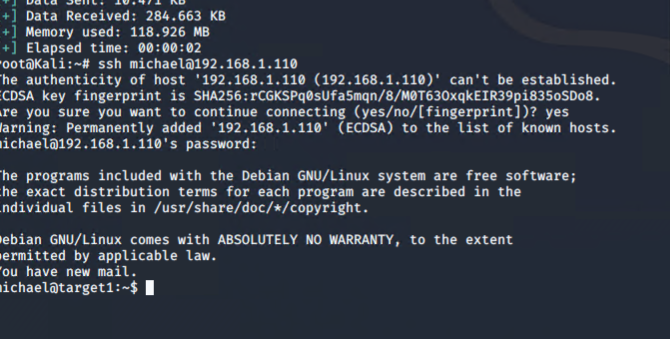 +] Data Sent: 10.471 KB
+] Data Received: 284.663 KB
+] Memory used: 118.926 MB
+] Elapsed time: 00:00:02
root@Kali:~# ssh michael@192.168.1.110
The authenticity of host '192.168.1.110 (192.168.1.110)' can't be established.
ECDSA key fingerprint is SHA256:rCGKSPq0sUfa5mqn/8/M0T63OxqkEIR39pi835oSDo8.
Are you sure you want to continue connecting (yes/no/[fingerprint])? yes
Warning: Permanently added '192.168.1.110' (ECDSA) to the list of known hosts.
michael@192.168.1.110's password:
The programs included with the Debian GNU/Linux system are free software;
the exact distribution terms for each program are described in the
individual files in /usr/share/doc/*/copyright.
Debian GNU/Linux comes with ABSOLUTELY NO WARRANTY, to the extent
permitted by applicable law.
You have new mail.
michael@target1:~$